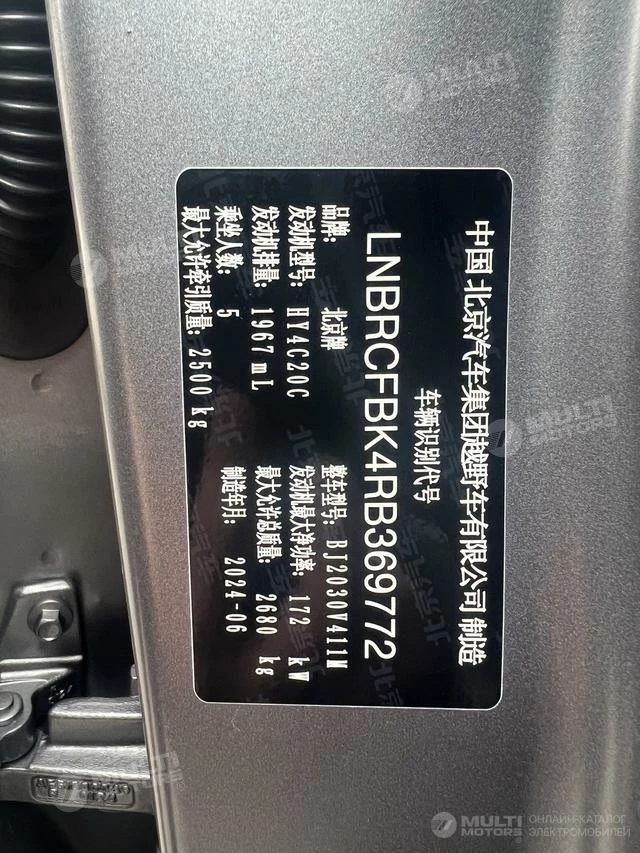 中国 北京汽车集团越野车有限公司 制造
车辆识别代号
LNBRCFBK4RB369772
品牌: 北京牌 整车型号: BJ2030V411M
发动机型号: HY4C20C 发动机最大净功率: 172 kW
发动机排量: 1967mL 最大允许总质量: 2680 kg
乘坐人数: 5 制造年月: 2024-06
最大允许牵引质量: 2500 kg
MULTI MOTORS
ОНЛАЙН-КАТАЛОГ
ЭЛЕКТРОМОБИЛЕЙ